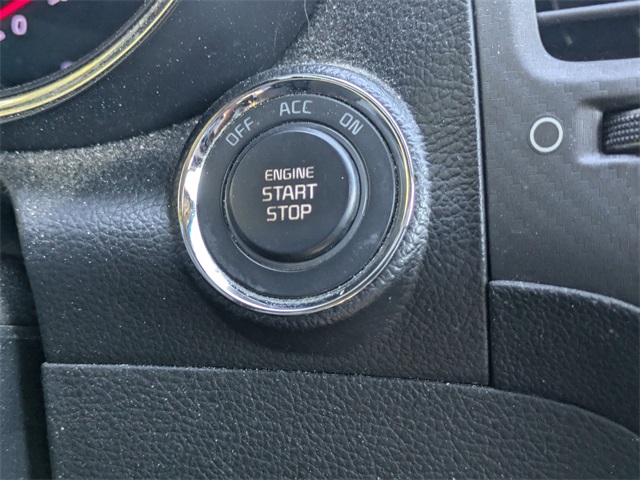 OFF ACC ON
ENGINE
START
STOP